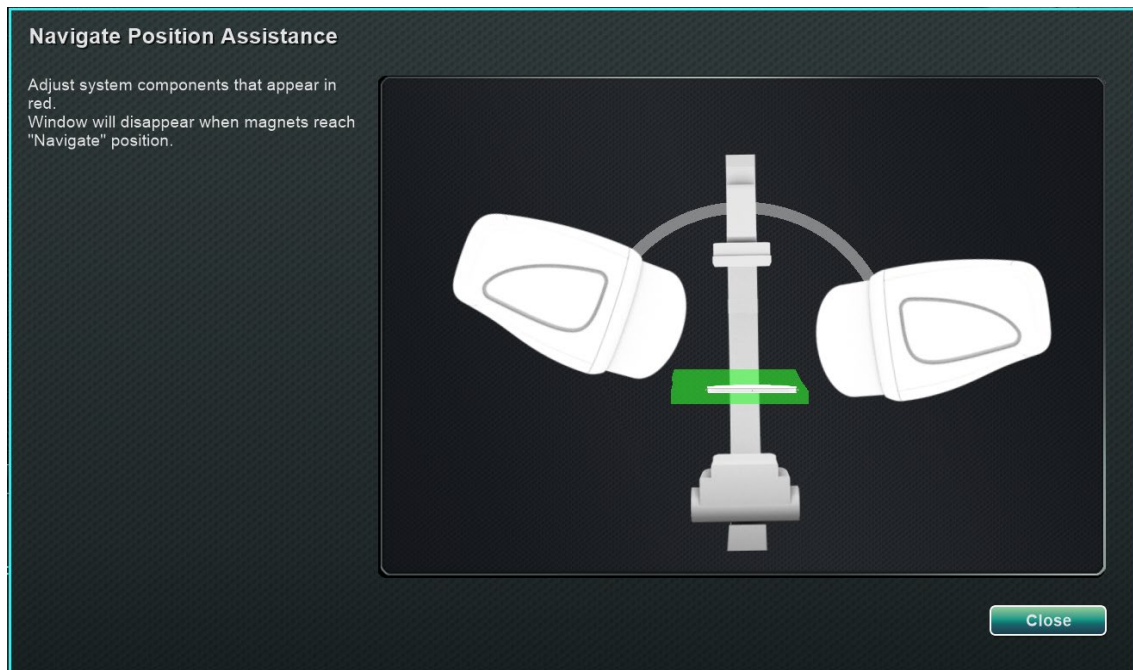 Navigate Position Assistance
Adjust system components that appear in
red.
Window will disappear when magnets reach
"Navigate" position.
Close